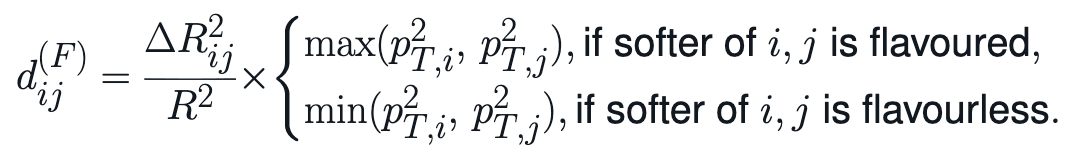 $d_{ij}^{(F)} = \frac{\Delta R_{ij}^2}{R^2} \times \begin{cases} \max(p_{T,i}^2, p_{T,j}^2), \text{if softer of } i, j \text{ is flavoured,} \\ \min(p_{T,i}^2, p_{T,j}^2), \text{if softer of } i, j \text{ is flavourless.} \end{cases}$